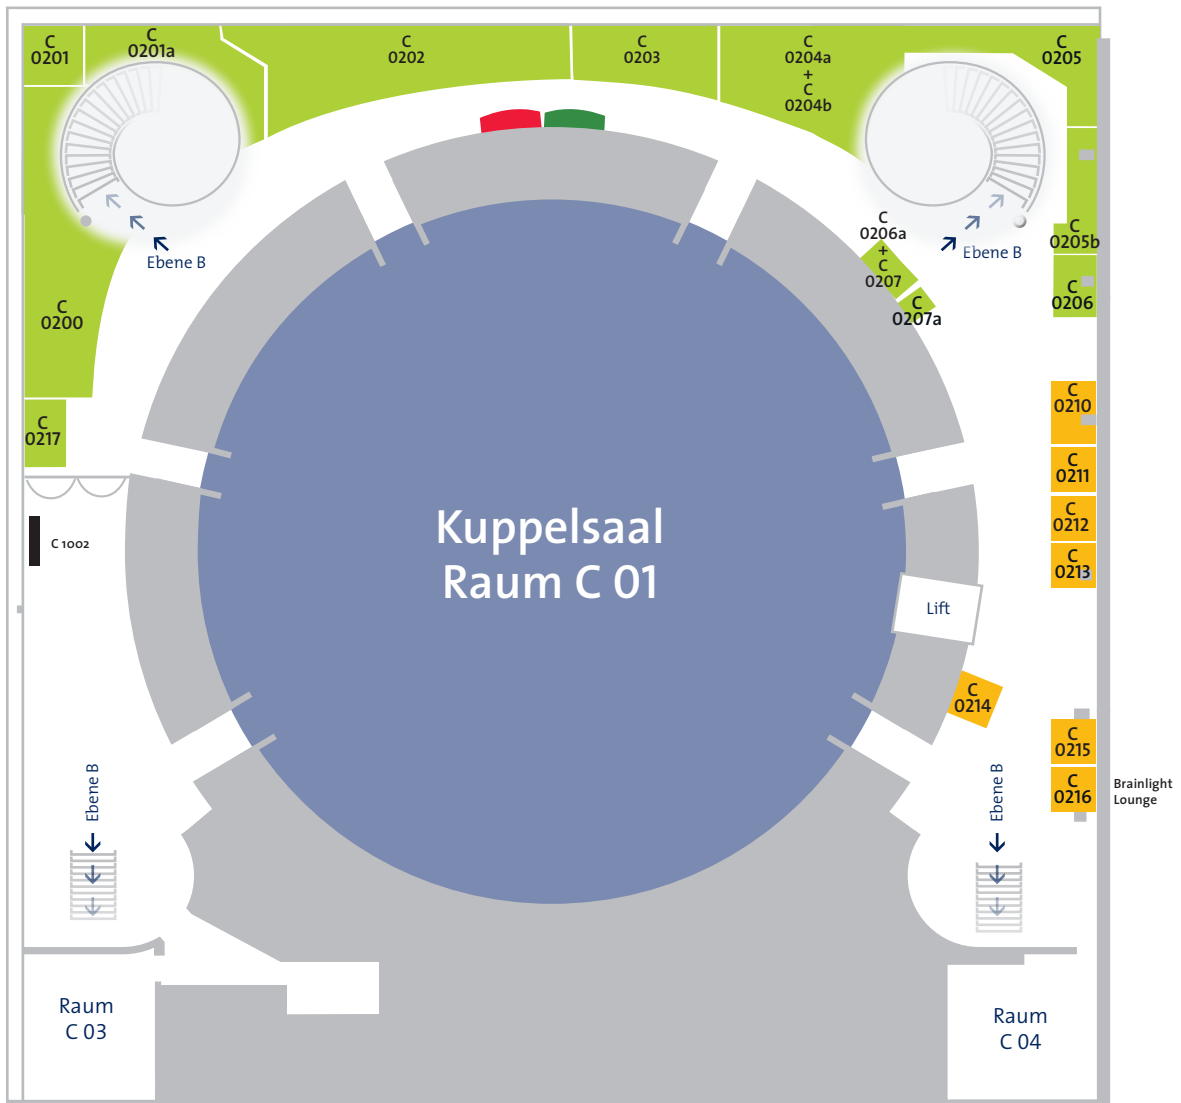 C
0201
C
0201a
C
0202
C
0203
C
0204a
+
C
0204b
C
0205
C
0205b
C
0206
C
0206a
+
C
0207
C
0207a
Ebene B
Ebene B
C
0200
C
0217
C 1002
Kuppelsaal
Raum C 01
Lift
C
0210
C
0211
C
0212
C
0213
C
0214
C
0215
C
0216
Brainlight
Lounge
Ebene B
Ebene B
Raum
C 03
Raum
C 04